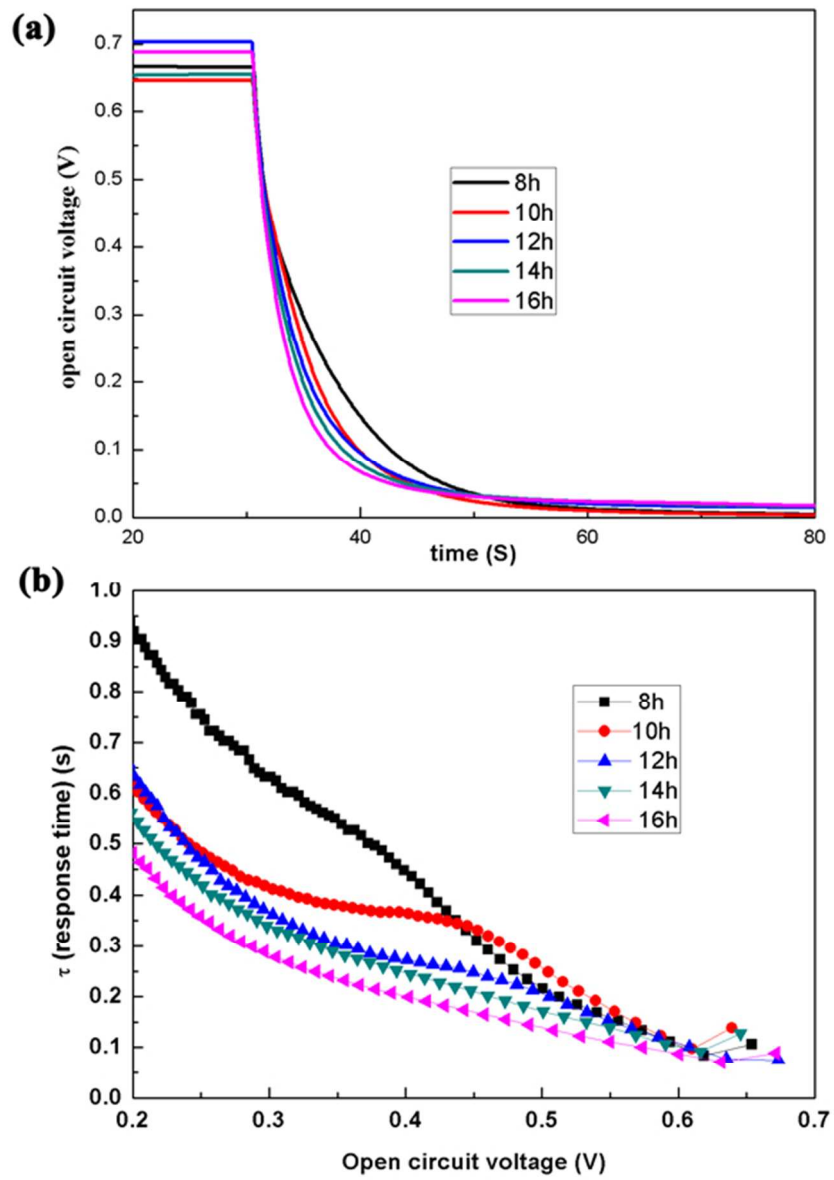 (a)
0.7
0.6
0.5
0.4
0.3
0.2
0.1
0.0
open circuit voltage (V)
8h
10h
12h
14h
16h
20 40 60 80
time (S)
(b)
1.0
0.9
0.8
0.7
0.6
0.5
0.4
0.3
0.2
0.1
0.0
τ (response time) (s)
8h
10h
12h
14h
16h
0.2 0.3 0.4 0.5 0.6 0.7
Open circuit voltage (V)